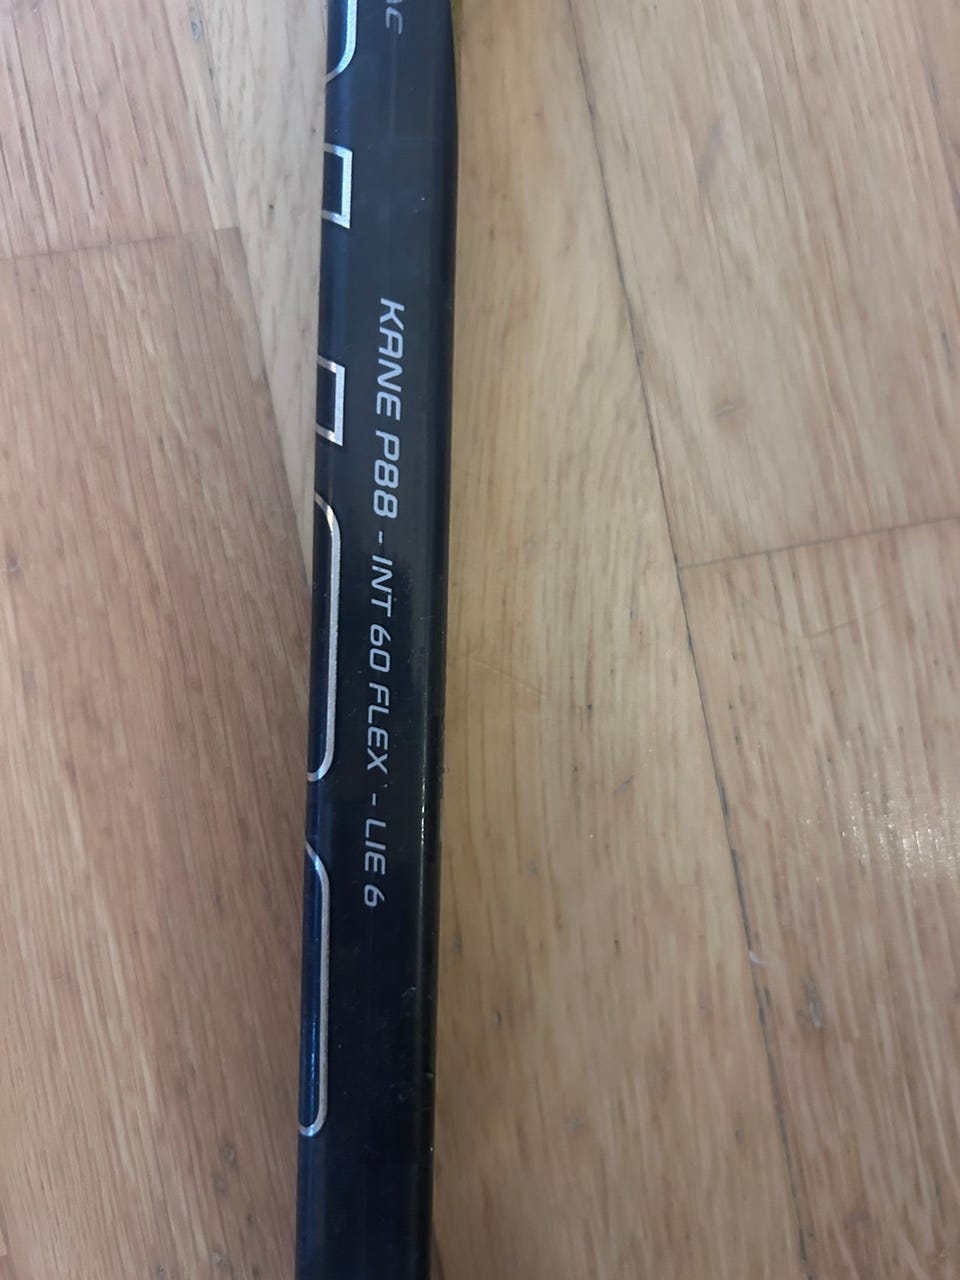 KANE P88 - INT 60 FLEX - LIE 6